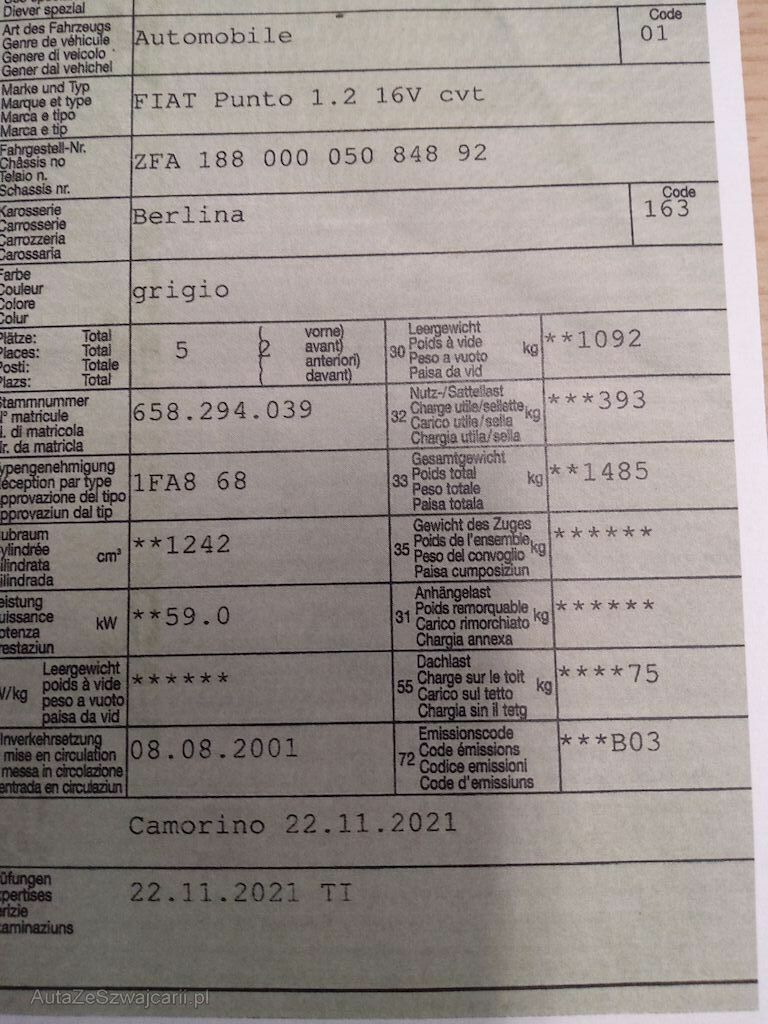 Diever spezial
Art des Fahrzeugs
Genre de véhicule
Genere di veicolo
Gener dal vehichel
Automobile
Code
01
Marke und Typ
Marque et type
Marca e tipo
Marca e tip
FIAT Punto 1.2 16V cvt
Fahrgestell-Nr.
Châssis no
Telaio n.
Schassis nr.
ZFA 188 000 050 848 92
Karosserie
Carrosserie
Carrozzeria
Carossaria
Berlina
Code
163
Farbe
Couleur
Colore
Colur
grigio
Plätze: Total
Places: Total
Posti: Totale
Plazs: Total
5
2
vorne)
avant)
anteriori)
davant)
30
Leergewicht
Poids à vide
Peso a vuoto
Paisa da vid
kg
**1092
Stammnummer
N° matricule
N. di matricola
Nr. da matricla
658.294.039
32
Nutz-/Sattellast
Charge utile/sellette
Carico utile/sella
Chargia utila/sella
kg
***393
ypengenehmigung
éception par type
pprovazione del tipo
pprovaziun dal tip
1FA8 68
33
Gesamtgewicht
Poids total
Peso totale
Paisa totala
kg
**1485
ubraum
ylindrée
ilindrata
ilindrada
cm³
**1242
35
Gewicht des Zuges
Poids de l'ensemble
Peso del convoglio
Paisa cumposiziun
kg
******
eistung
uissance
otenza
restaziun
kW
**59.0
31
Anhängelast
Poids remorquable
Carico rimorchiato
Chargia annexa
kg
******
W/kg
Leergewicht
poids à vide
peso a vuoto
paisa da vid
******
55
Dachlast
Charge sur le toit
Carico sul tetto
Chargia sin il tetg
kg
****75
Inverkehrsetzung
mise en circulation
messa in circolazione
entrada en circulaziun
08.08.2001
72
Emissionscode
Code émissions
Codice emissioni
Code d'emissiuns
***B03
Camorino 22.11.2021
üfungen
pertises
rizie
aminaziuns
22.11.2021 TI
AutaZeSzwajcarii.pl